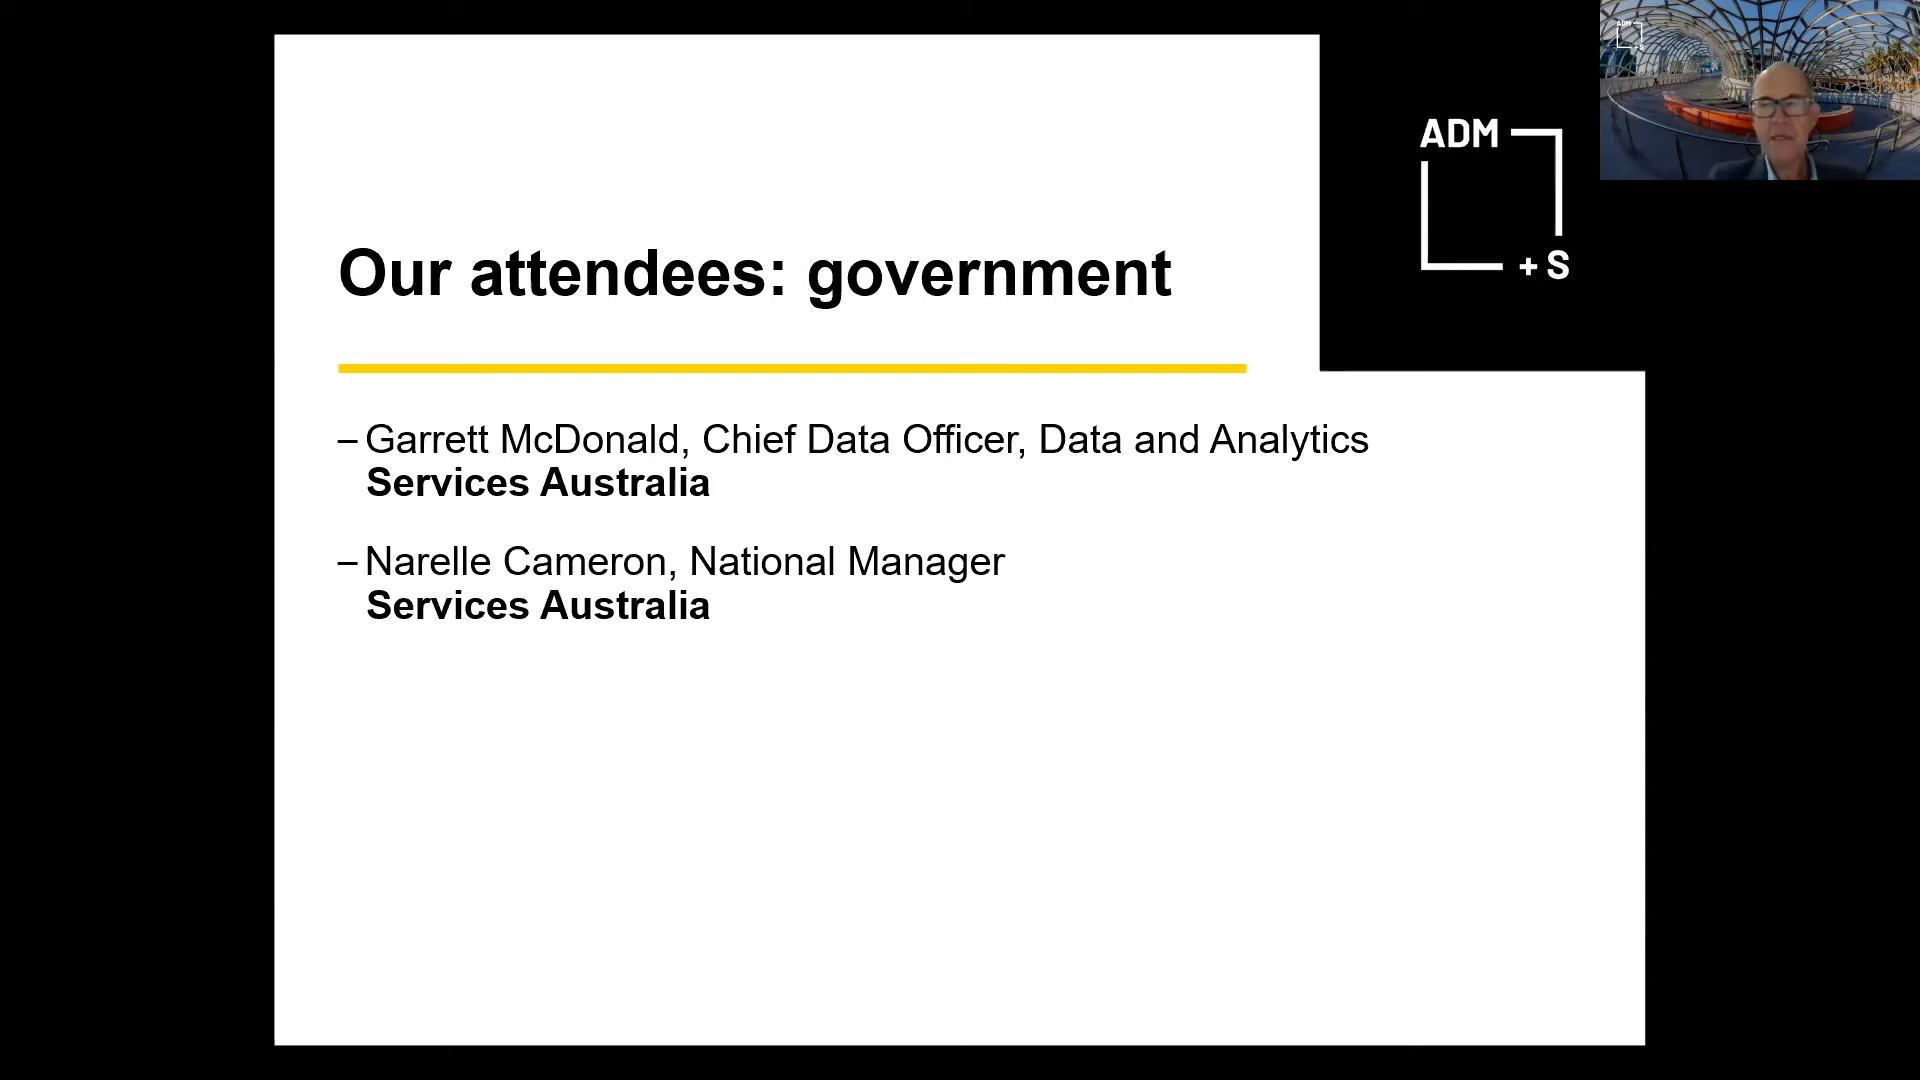 Our attendees: government
ADM
+ S
– Garrett McDonald, Chief Data Officer, Data and Analytics
Services Australia
– Narelle Cameron, National Manager
Services Australia
ADM